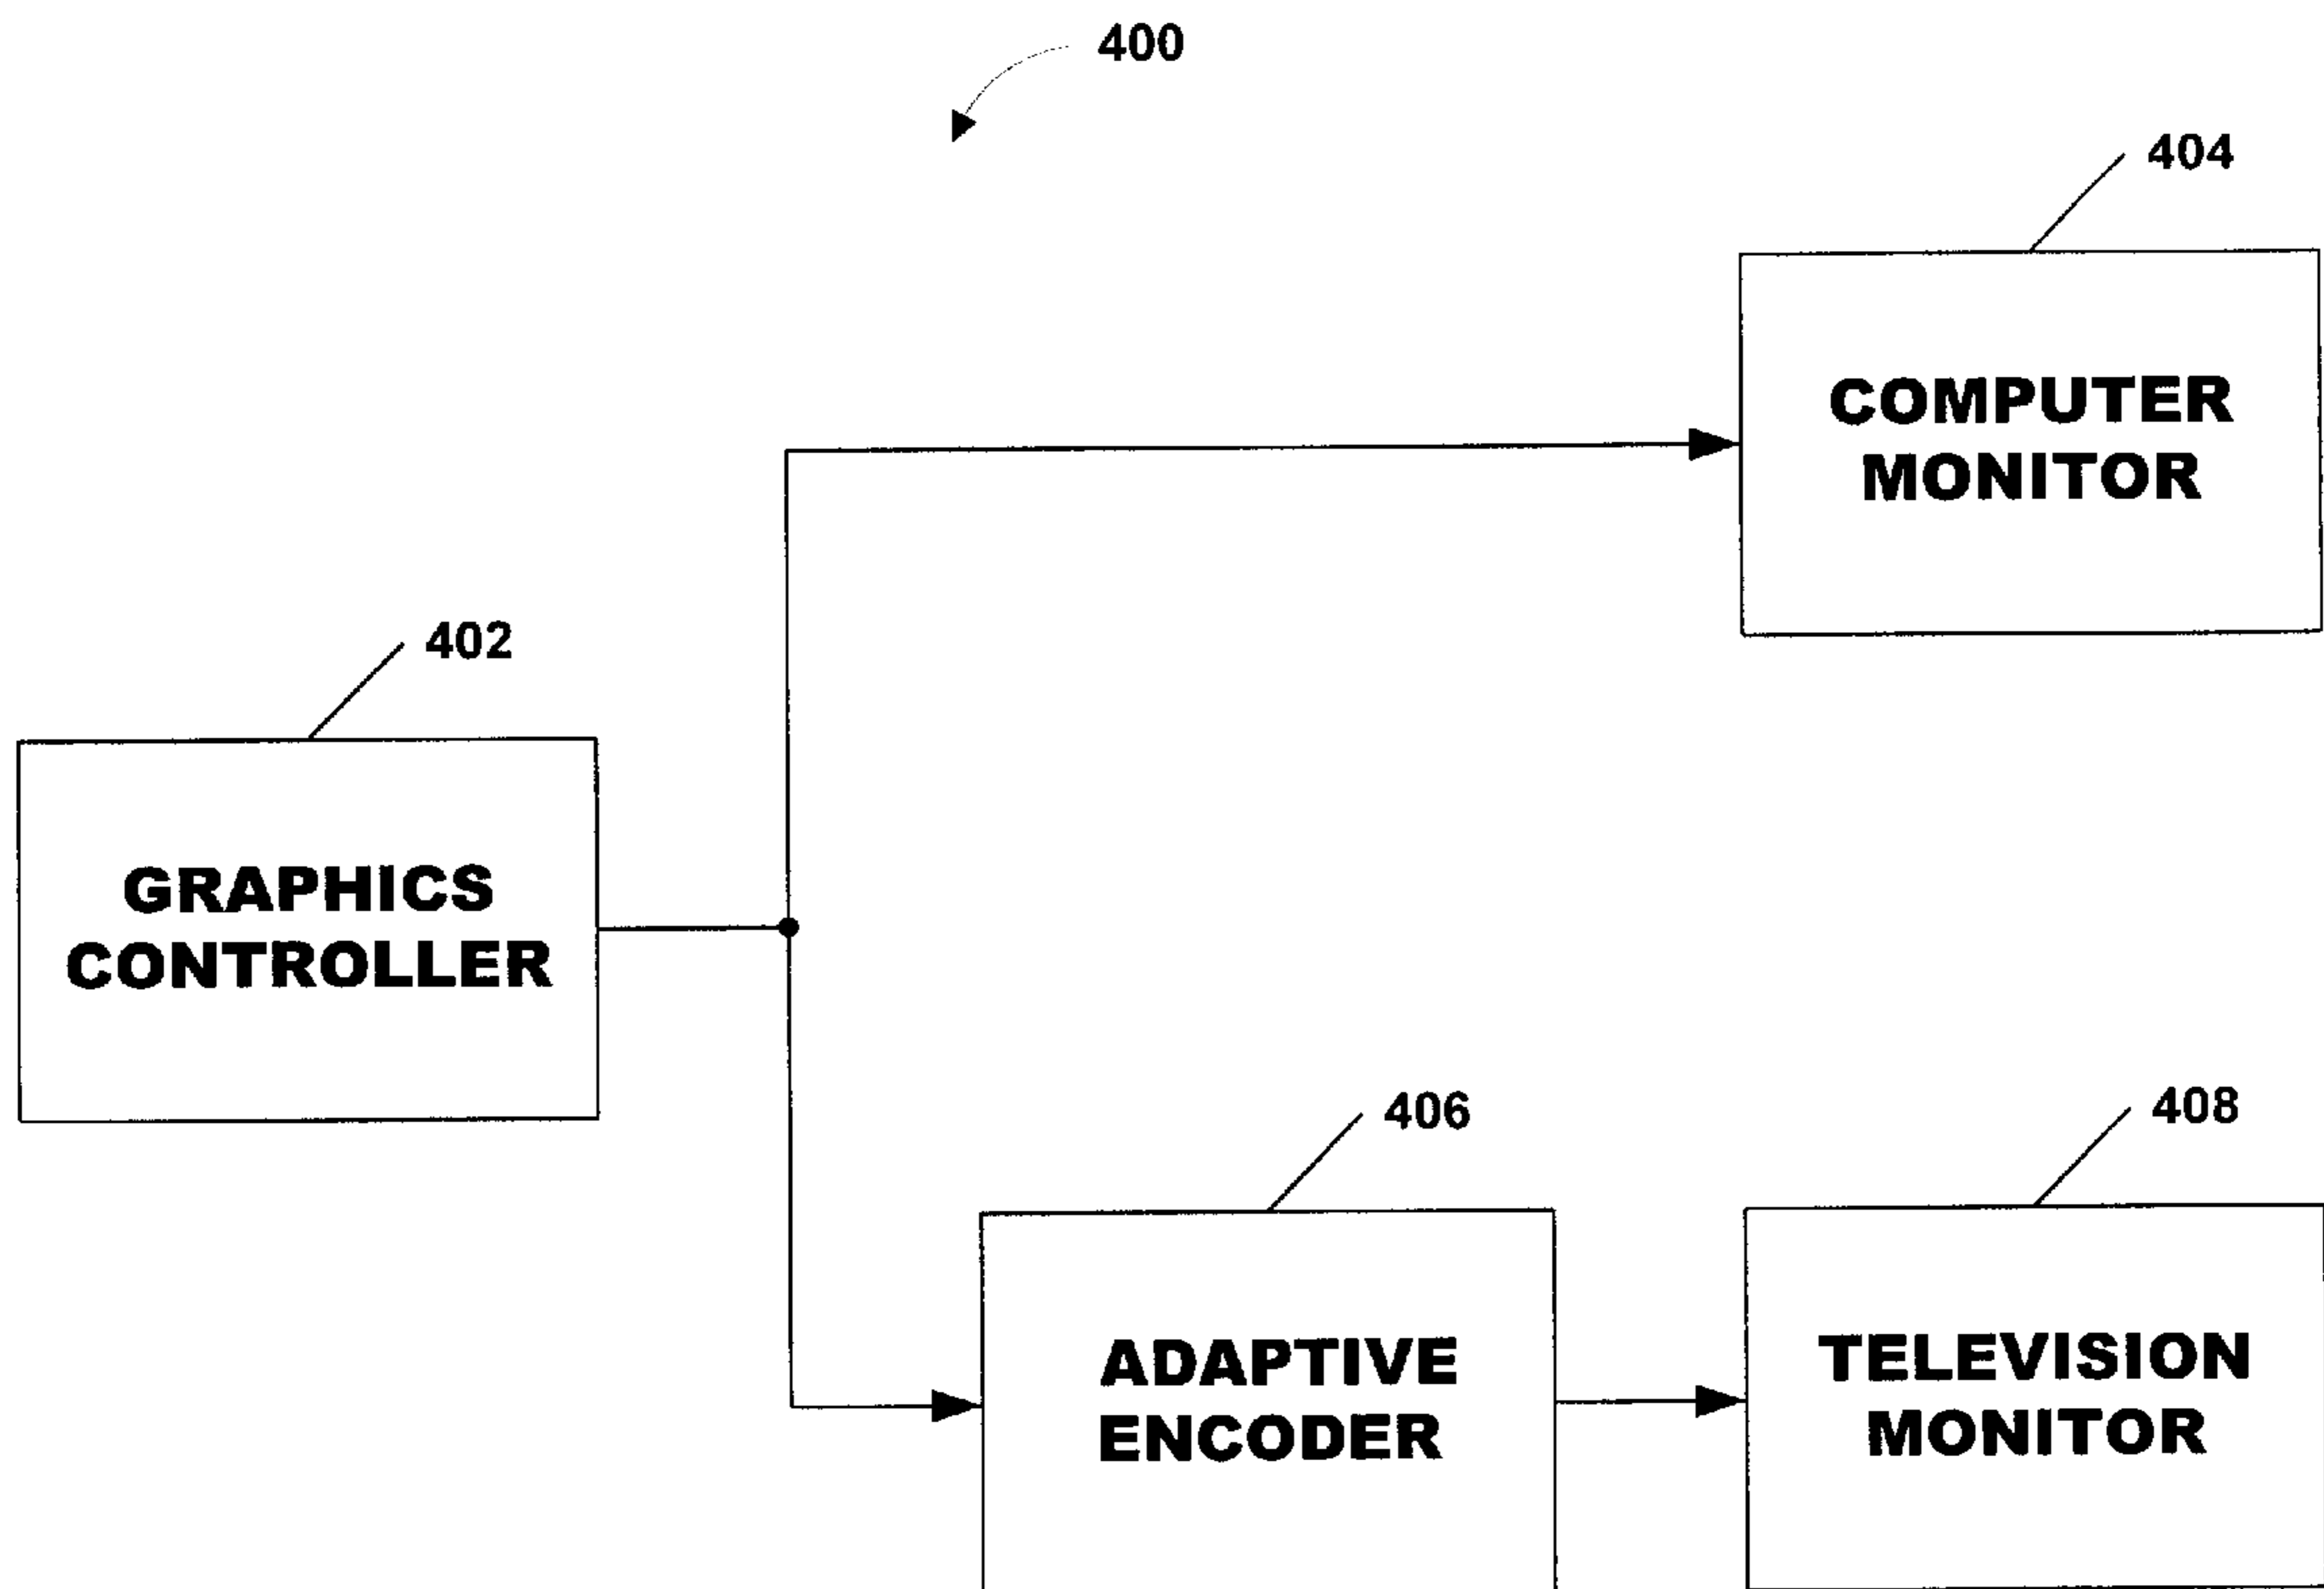 400
404
COMPUTER
MONITOR
402
GRAPHICS
CONTROLLER
406
408
ADAPTIVE
ENCODER
TELEVISION
MONITOR